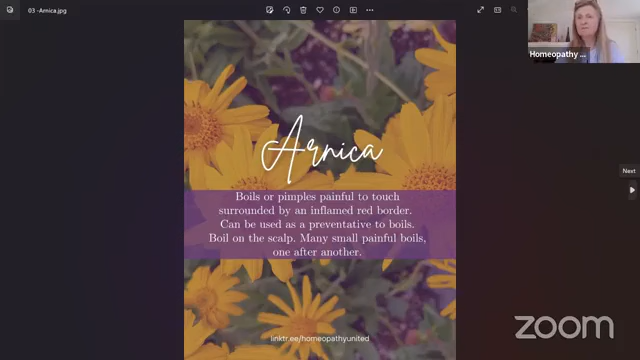 03 -Arnica.jpg
Homeopathy ...
Arnica
Boils or pimples painful to touch
surrounded by an inflamed red border.
Can be used as a preventative to boils.
Boil on the scalp. Many small painful boils,
one after another.
Next
zoom
linktr.ee/homeopathyunited